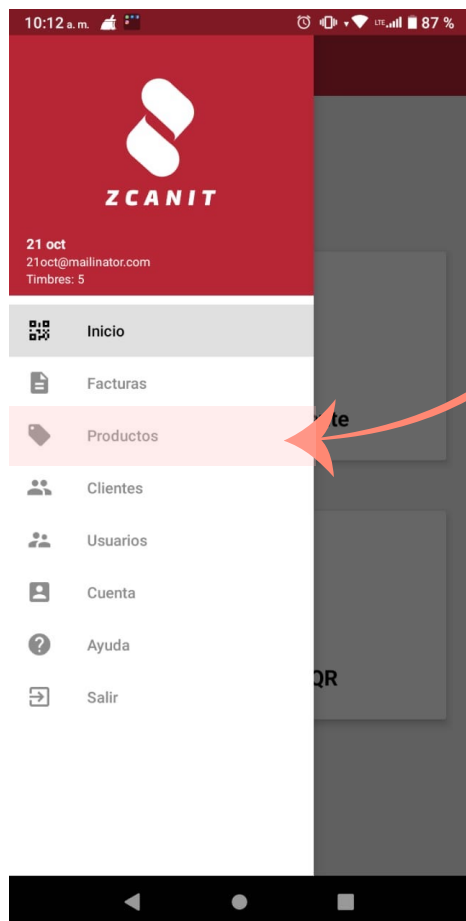 10:12 a. m.
LTE 87 %
ZCANIT
21 oct
21oct@mailinator.com
Timbres: 5
Inicio
Facturas
Productos
te
Clientes
Usuarios
Cuenta
Ayuda
QR
Salir